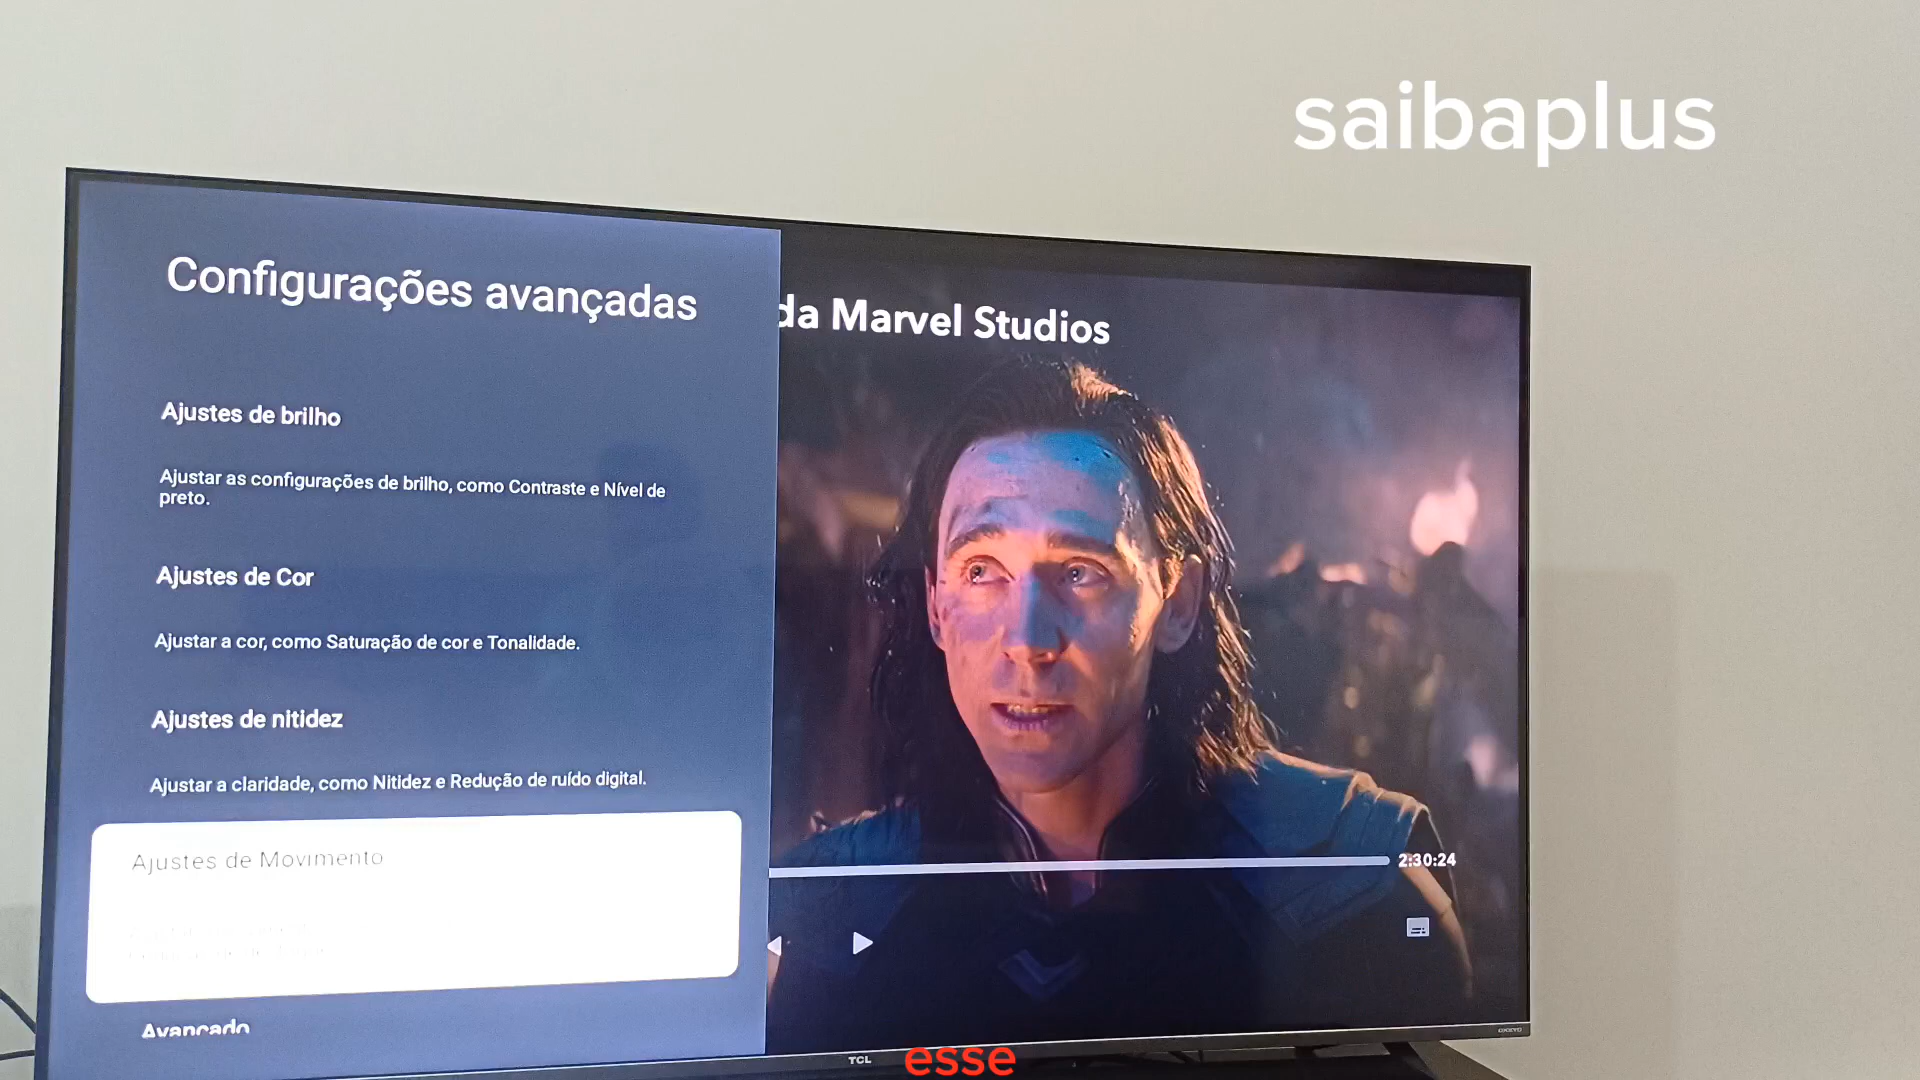 saibaplus
Configurações avançadas
da Marvel Studios
Ajustes de brilho
Ajustar as configurações de brilho, como Contraste e Nível de
preto.
Ajustes de Cor
Ajustar a cor, como Saturação de cor e Tonalidade.
Ajustes de nitidez
Ajustar a claridade, como Nitidez e Redução de ruído digital.
Ajustes de Movimento
2:30:24
Avançado
ONKYO
TCL
esse